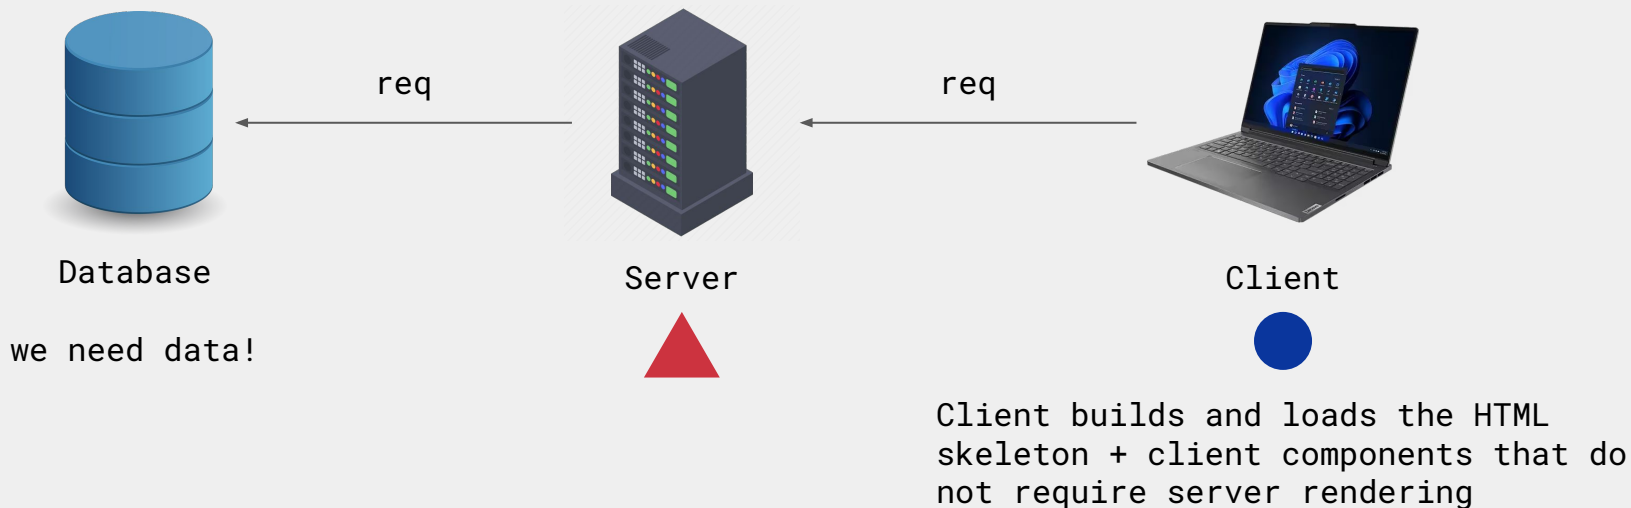 req
req
Database
Server
Client
we need data!
Client builds and loads the HTML
skeleton + client components that do
not require server rendering